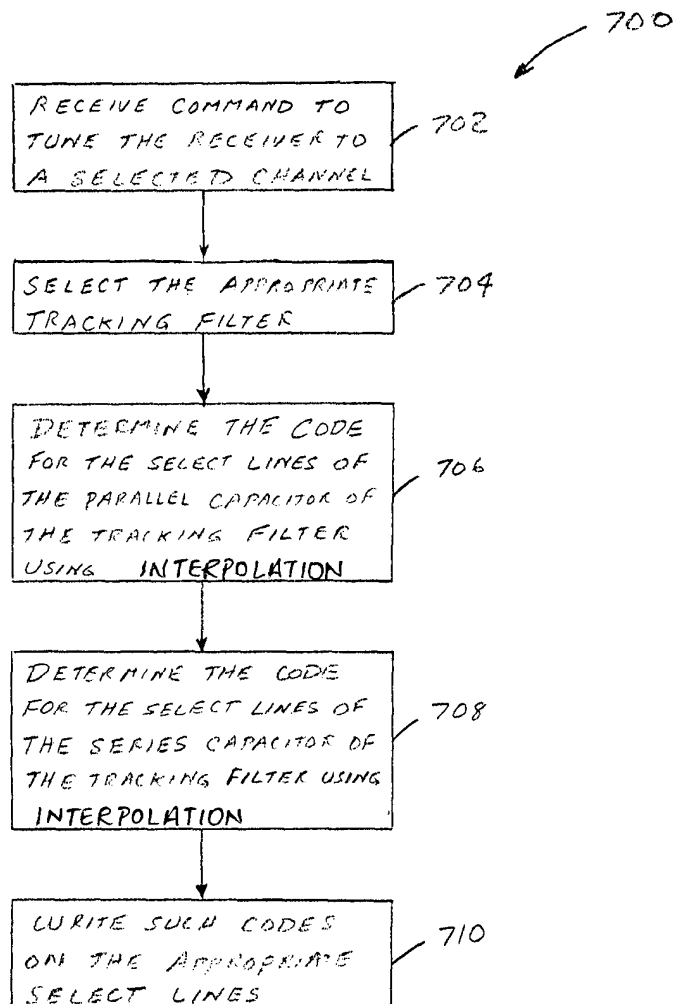 700
RECEIVE COMMAND TO
TUNE THE RECEIVER TO
A SELECTED CHANNEL
702
SELECT THE APPROPRIATE
TRACKING FILTER
704
DETERMINE THE CODE
FOR THE SELECT LINES OF
THE PARALLEL CAPACITOR OF
THE TRACKING FILTER
USING INTERPOLATION
706
DETERMINE THE CODE
FOR THE SELECT LINES OF
THE SERIES CAPACITOR OF
THE TRACKING FILTER USING
INTERPOLATION
708
WRITE SUCH CODES
ON THE APPROPRIATE
SELECT LINES
710